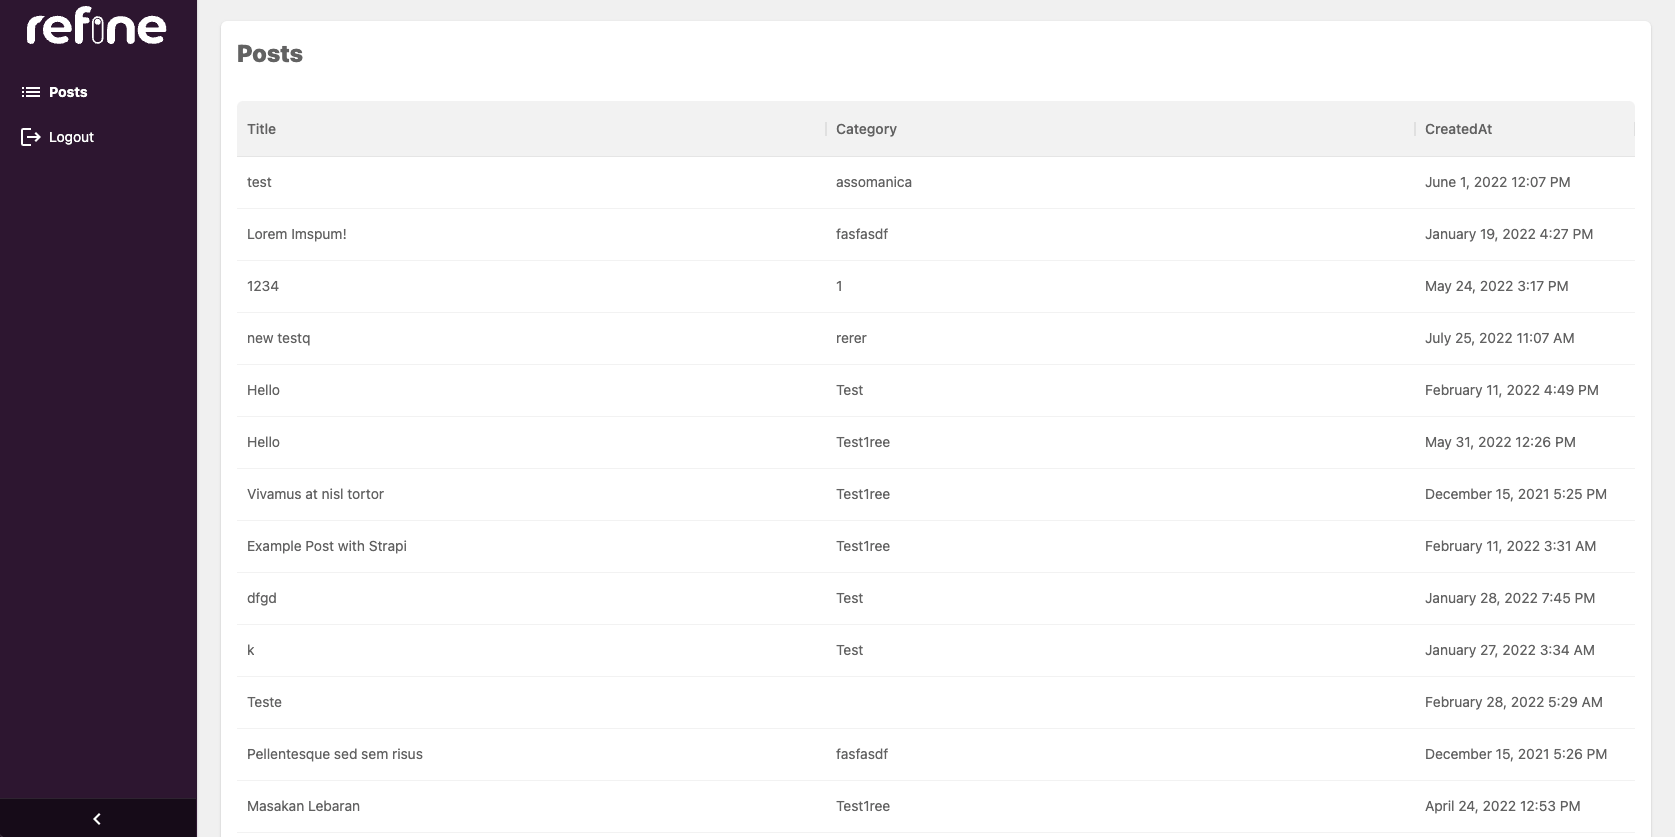 refine
Posts
Logout
Posts
Title Category CreatedAt
test assomanica June 1, 2022 12:07 PM
Lorem Imspum! fasfasdf January 19, 2022 4:27 PM
1234 1 May 24, 2022 3:17 PM
new testq rerer July 25, 2022 11:07 AM
Hello Test February 11, 2022 4:49 PM
Hello Test1ree May 31, 2022 12:26 PM
Vivamus at nisl tortor Test1ree December 15, 2021 5:25 PM
Example Post with Strapi Test1ree February 11, 2022 3:31 AM
dfgd Test January 28, 2022 7:45 PM
k Test January 27, 2022 3:34 AM
Teste February 28, 2022 5:29 AM
Pellentesque sed sem risus fasfasdf December 15, 2021 5:26 PM
Masakan Lebaran Test1ree April 24, 2022 12:53 PM